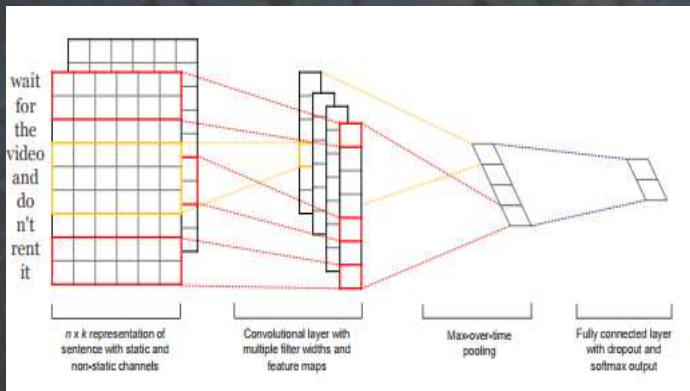 wait
for
the
video
and
do
n't
rent
it
n x k representation of
sentence with static and
non-static channels
Convolutional layer with
multiple filter widths and
feature maps
Max-over-time
pooling
Fully connected layer
with dropout and
softmax output